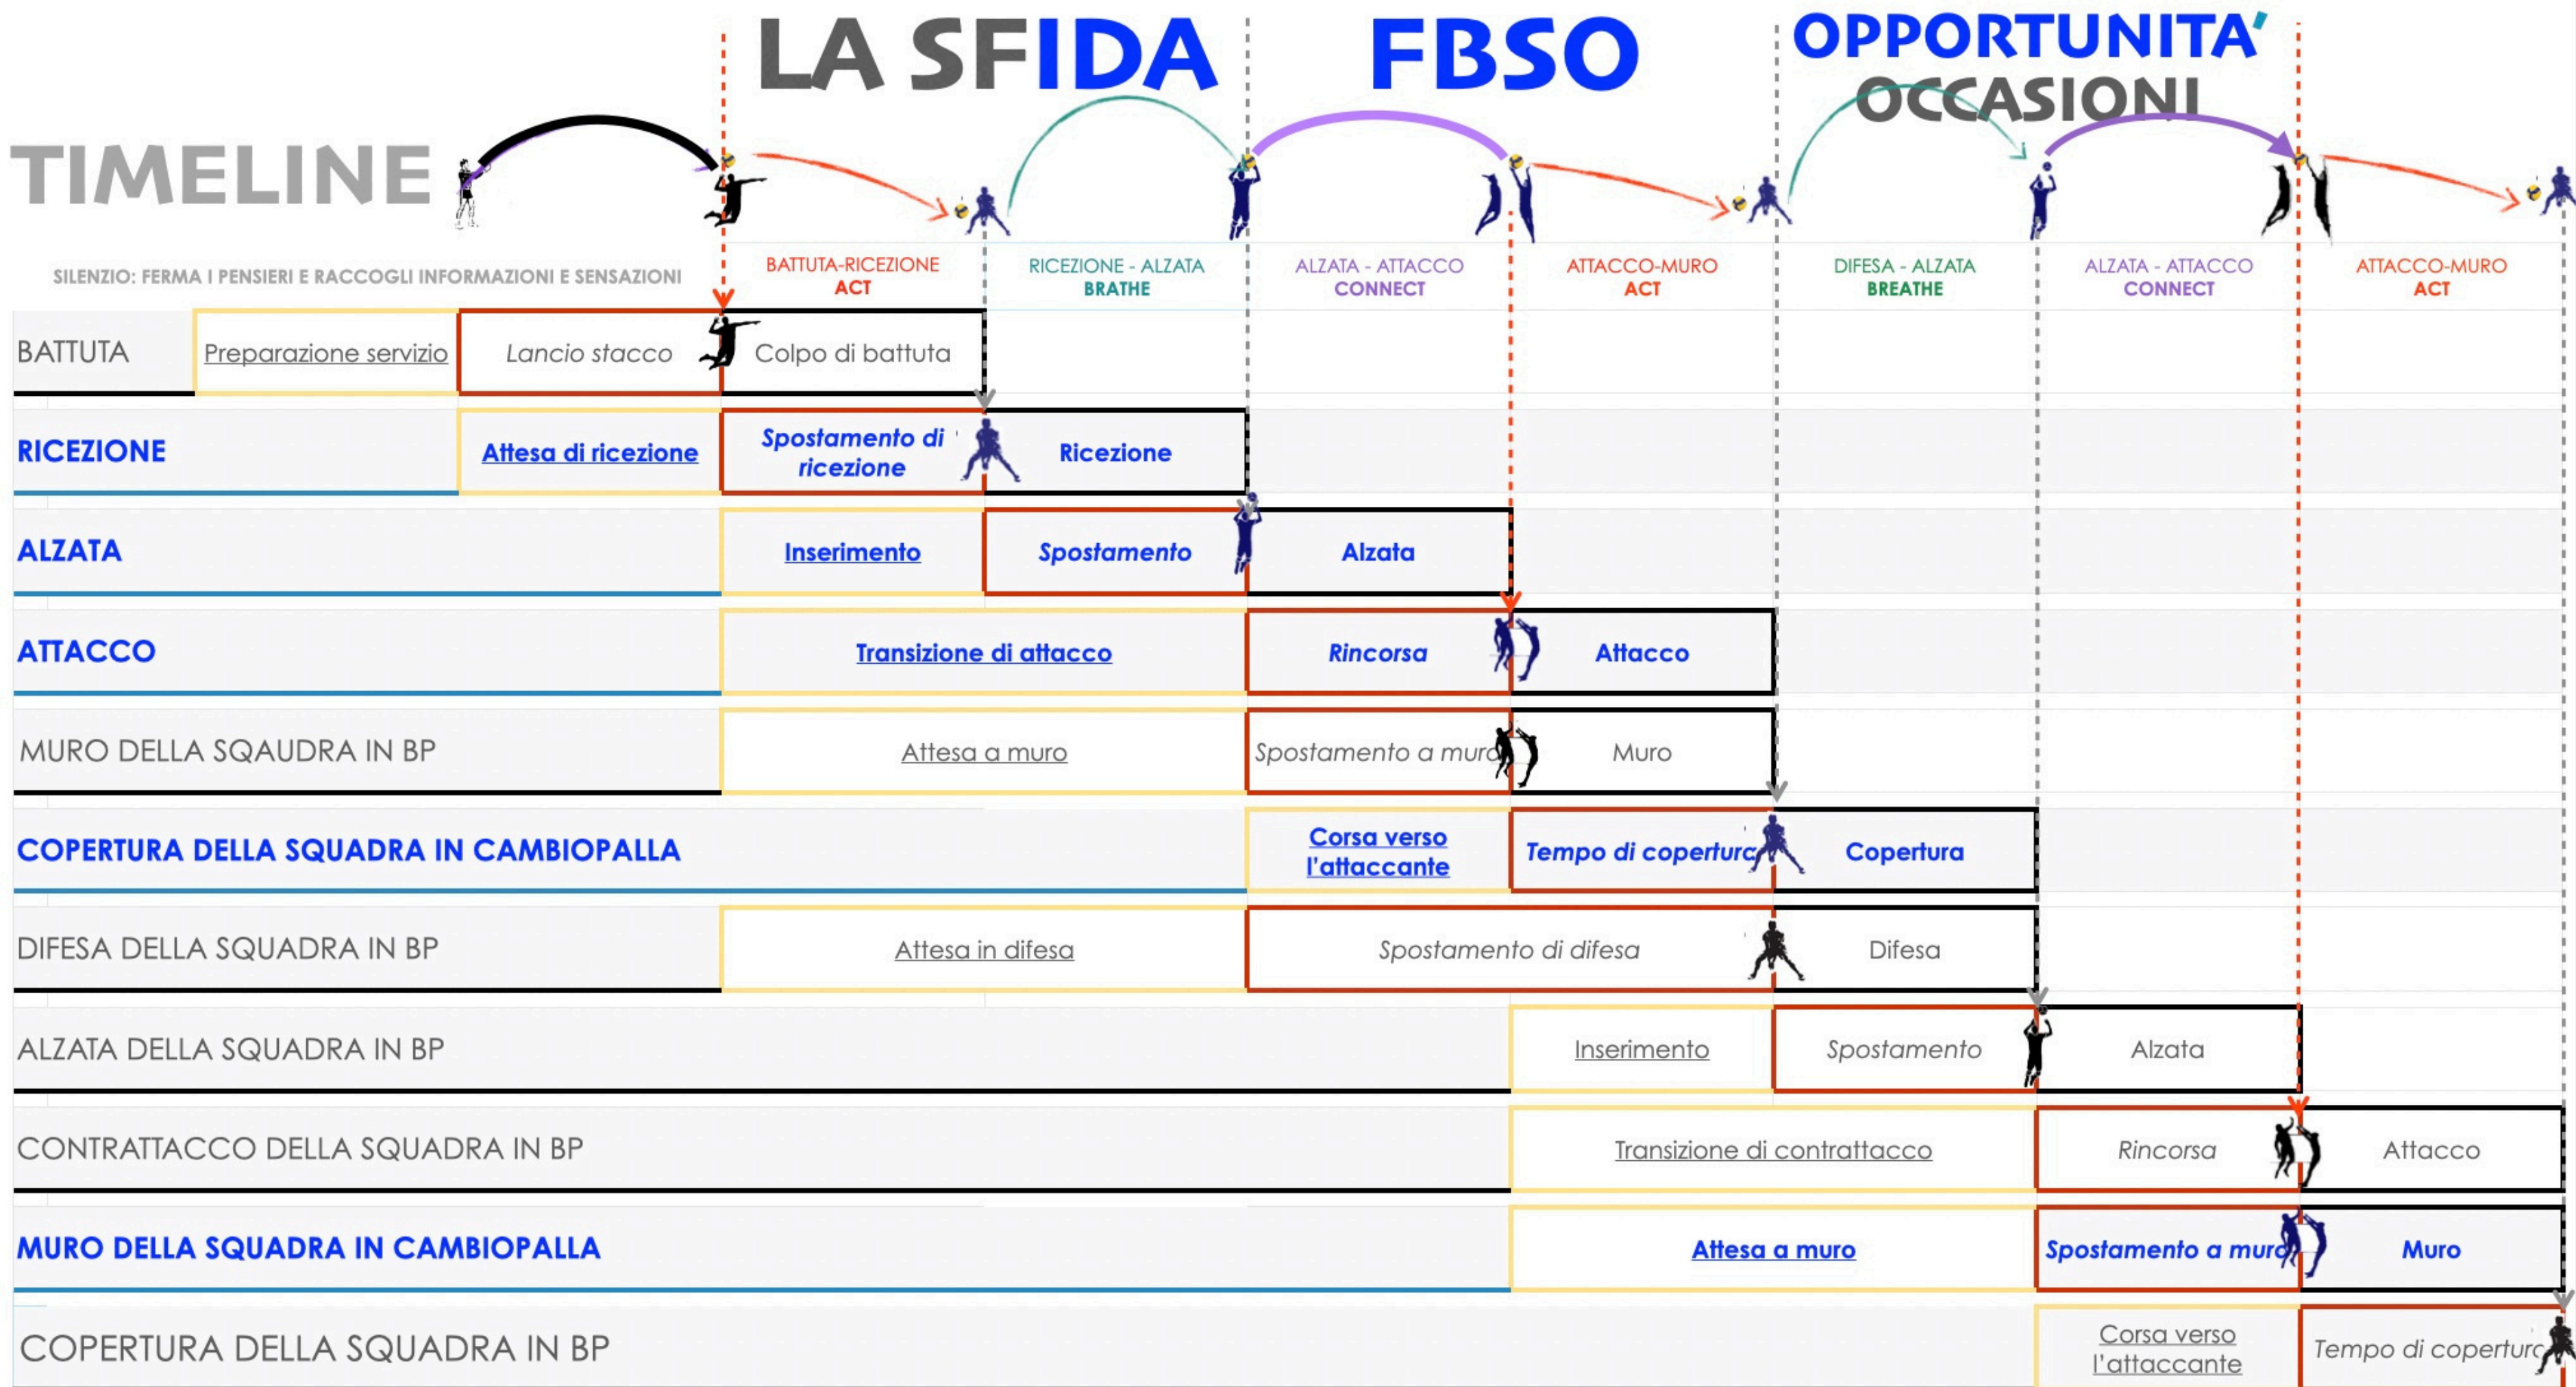 LA SFIDA
FBSO
OPPORTUNITA'
OCCASIONI
TIMELINE
SILENZIO: FERMA I PENSIERI E RACCOGLI INFORMAZIONI E SENSAZIONI
BATTUTA-RICEZIONE
ACT
RICEZIONE - ALZATA
BRATHE
ALZATA - ATTACCO
CONNECT
ATTACCO-MURO
ACT
DIFESA - ALZATA
BREATHE
ALZATA - ATTACCO
CONNECT
ATTACCO-MURO
ACT
BATTUTA
Preparazione servizio
Lancio stacco
Colpo di battuta
RICEZIONE
Attesa di ricezione
Spostamento di
ricezione
Ricezione
ALZATA
Inserimento
Spostamento
Alzata
ATTACCO
Transizione di attacco
Rincorsa
Attacco
MURO DELLA SQAUDRA IN BP
Attesa a muro
Spostamento a muro
Muro
COPERTURA DELLA SQUADRA IN CAMBIOPALLA
Corsa verso
l'attaccante
Tempo di copertura
Copertura
DIFESA DELLA SQUADRA IN BP
Attesa in difesa
Spostamento di difesa
Difesa
ALZATA DELLA SQUADRA IN BP
Inserimento
Spostamento
Alzata
CONTRATTACCO DELLA SQUADRA IN BP
Transizione di contrattacco
Rincorsa
Attacco
MURO DELLA SQUADRA IN CAMBIOPALLA
Attesa a muro
Spostamento a muro
Muro
COPERTURA DELLA SQUADRA IN BP
Corsa verso
l'attaccante
Tempo di copertura